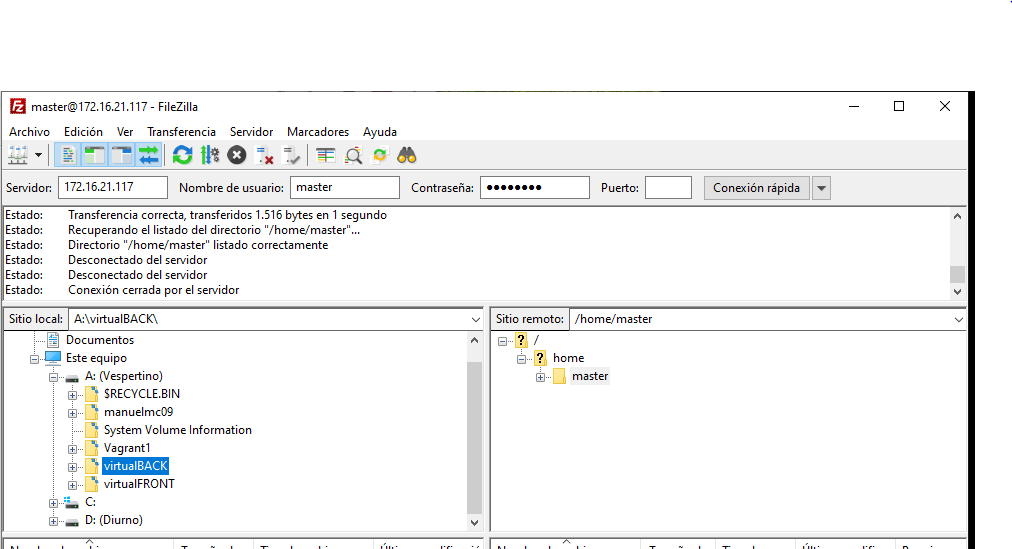 master@172.16.21.117 - FileZilla
Archivo Edición Ver Transferencia Servidor Marcadores Ayuda
Servidor: 172.16.21.117 Nombre de usuario: master Contraseña: ●●●●●●●● Puerto: Conexión rápida
Estado: Transferencia correcta, transferidos 1.516 bytes en 1 segundo
Estado: Recuperando el listado del directorio "/home/master"...
Estado: Directorio "/home/master" listado correctamente
Estado: Desconectado del servidor
Estado: Desconectado del servidor
Estado: Conexión cerrada por el servidor
Sitio local: A:\virtualBACK\
Documentos
Este equipo
A: (Vespertino)
$RECYCLE.BIN
manuelmc09
System Volume Information
Vagrant1
virtualBACK
virtualFRONT
C:
D: (Diurno)
Sitio remoto: /home/master
/
home
master